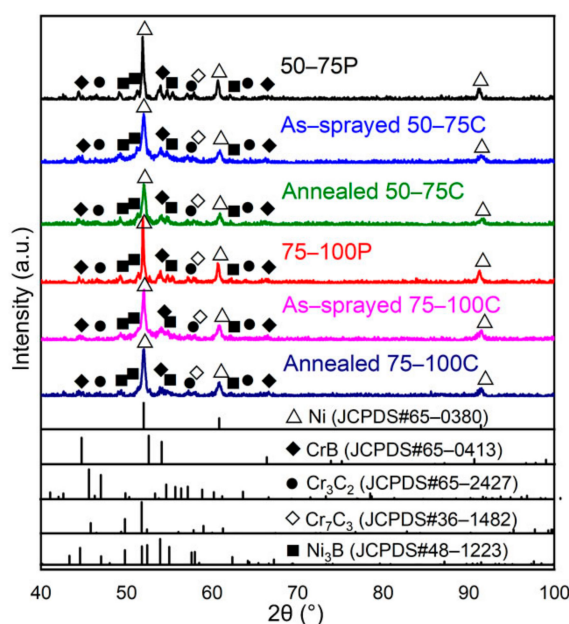 50–75P
As–sprayed 50–75C
Annealed 50–75C
75–100P
As–sprayed 75–100C
Annealed 75–100C
△ Ni (JCPDS#65–0380)
◆ CrB (JCPDS#65–0413)
● Cr₃C₂ (JCPDS#65–2427)
◇ Cr₇C₃ (JCPDS#36–1482)
■ Ni₃B (JCPDS#48–1223)
Intensity (a.u.)
40 50 60 70 80 90 100
2θ (°)